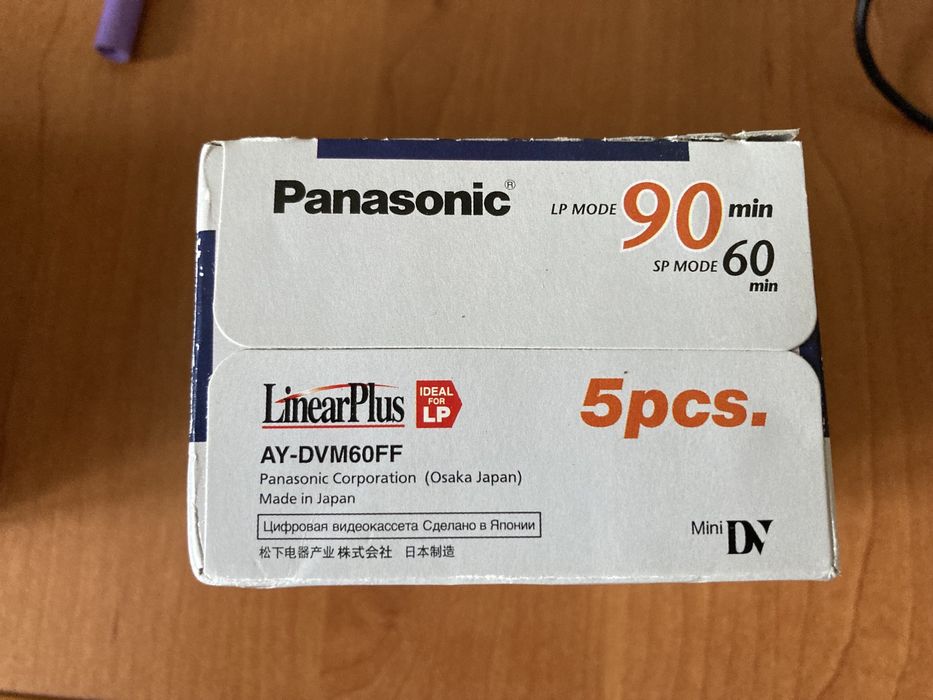 Panasonic®
LP MODE 90 min
SP MODE 60 min
LinearPlus
IDEAL FOR LP
5pcs.
AY-DVM60FF
Panasonic Corporation (Osaka Japan)
Made in Japan
Цифровая видеокассета Сделано в Японии
松下电器产业 株式会社 日本制造
Mini DV